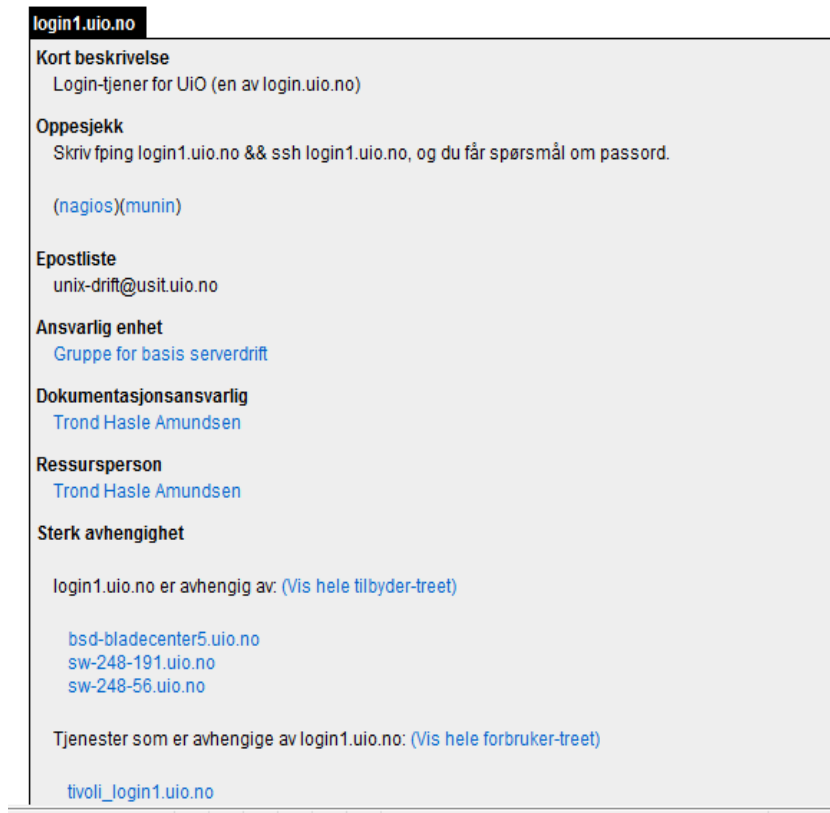 login1.uio.no
Kort beskrivelse
Login-tjener for UiO (en av login.uio.no)
Oppesjekk
Skriv fping login1.uio.no && ssh login1.uio.no, og du får spørsmål om passord.
(nagios)(munin)
Epostliste
unix-drift@usit.uio.no
Ansvarlig enhet
Gruppe for basis serverdrift
Dokumentasjonsansvarlig
Trond Hasle Amundsen
Ressursperson
Trond Hasle Amundsen
Sterk avhengighet
login1.uio.no er avhengig av: (Vis hele tilbyder-treet)
bsd-bladecenter5.uio.no
sw-248-191.uio.no
sw-248-56.uio.no
Tjenester som er avhengige av login1.uio.no: (Vis hele forbruker-treet)
tivoli_login1.uio.no